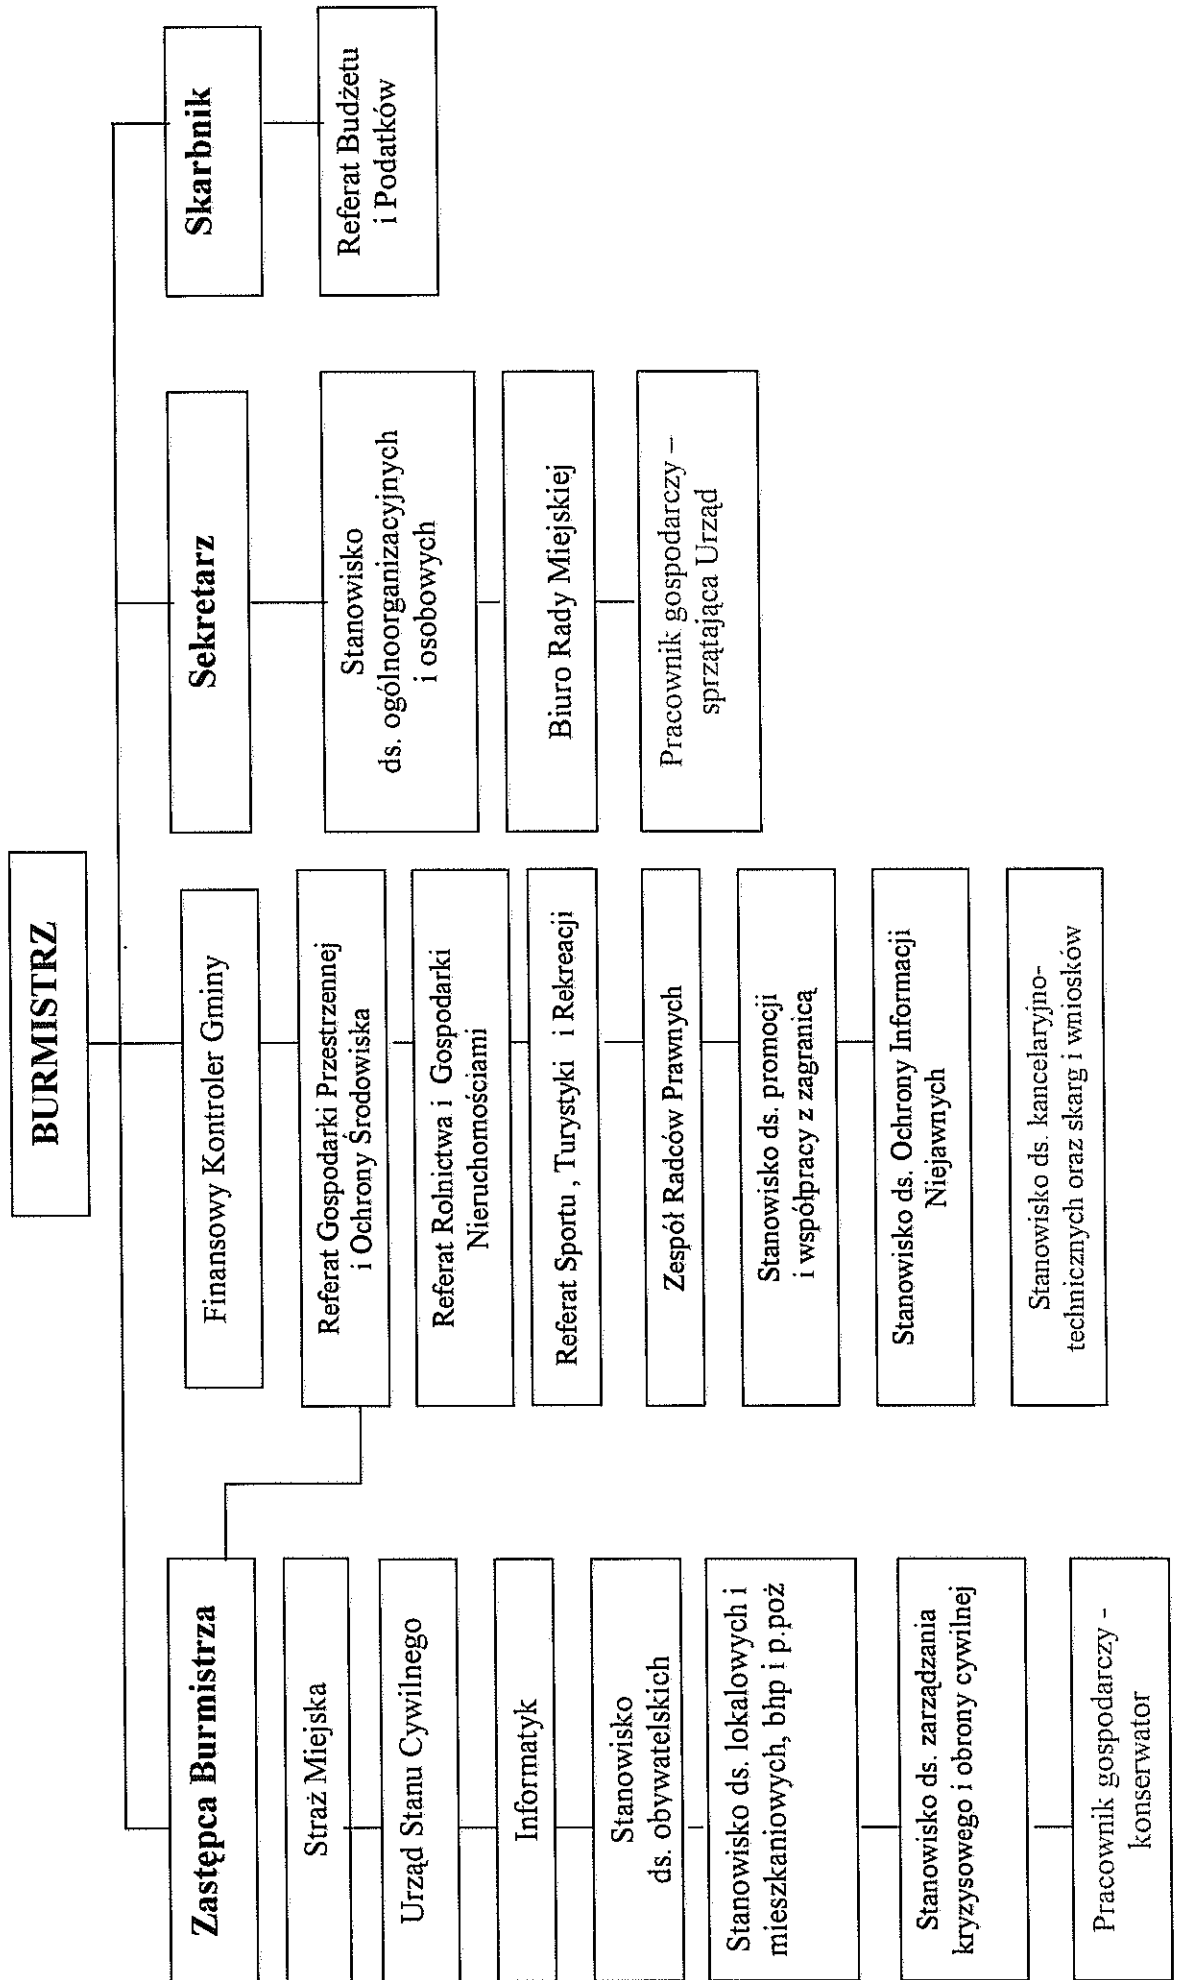 BURMISTRZ
Zastępca Burmistrza
Straż Miejska
Urząd Stanu Cywilnego
Informatyk
Stanowisko
ds. obywatelskich
Stanowisko ds. lokalowych i
mieszkaniowych, bhp i p.poż
Stanowisko ds. zarządzania
kryzysowego i obrony cywilnej
Pracownik gospodarczy -
konserwator
Finansowy Kontroler Gminy
Referat Gospodarki Przestrzennej
i Ochrony Środowiska
Referat Rolnictwa i Gospodarki
Nieruchomościami
Referat Sportu , Turystyki i Rekreacji
Zespół Radców Prawnych
Stanowisko ds. promocji
i współpracy z zagranicą
Stanowisko ds. Ochrony Informacji
Niejawnych
Stanowisko ds. kancelaryjno-
technicznych oraz skarg i wniosków
Sekretarz
Stanowisko
ds. ogólnoorganizacyjnych
i osobowych
Biuro Rady Miejskiej
Pracownik gospodarczy –
sprzątająca Urząd
Skarbnik
Referat Budżetu
i Podatków